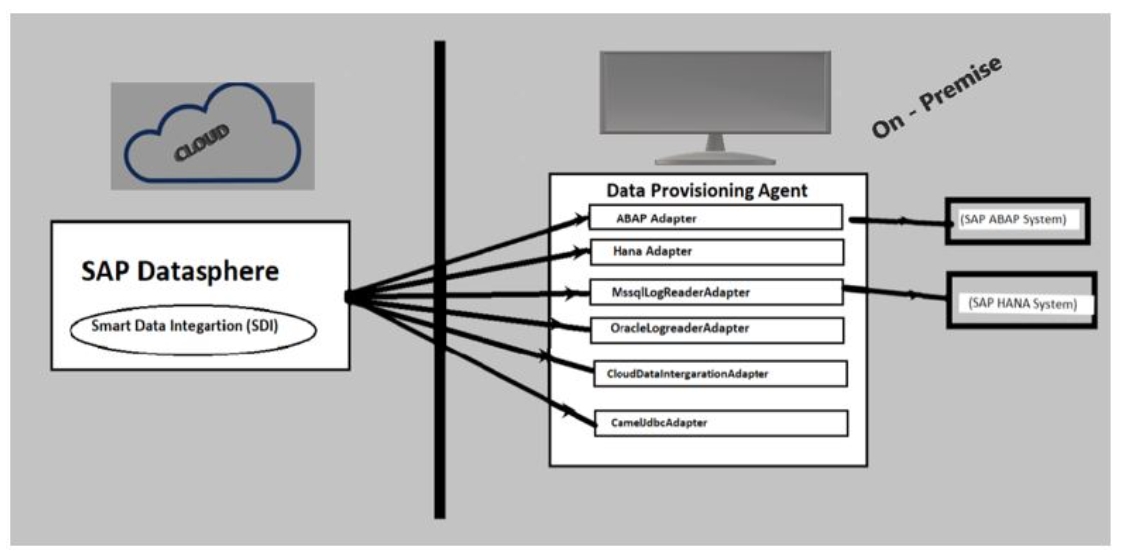 CLOUD
On - Premise
SAP Datasphere
Smart Data Integartion (SDI)
Data Provisioning Agent
ABAP Adapter
Hana Adapter
MssqlLogReaderAdapter
OracleLogreaderAdapter
CloudDataIntergarationAdapter
CamelJdbcAdapter
(SAP ABAP System)
(SAP HANA System)